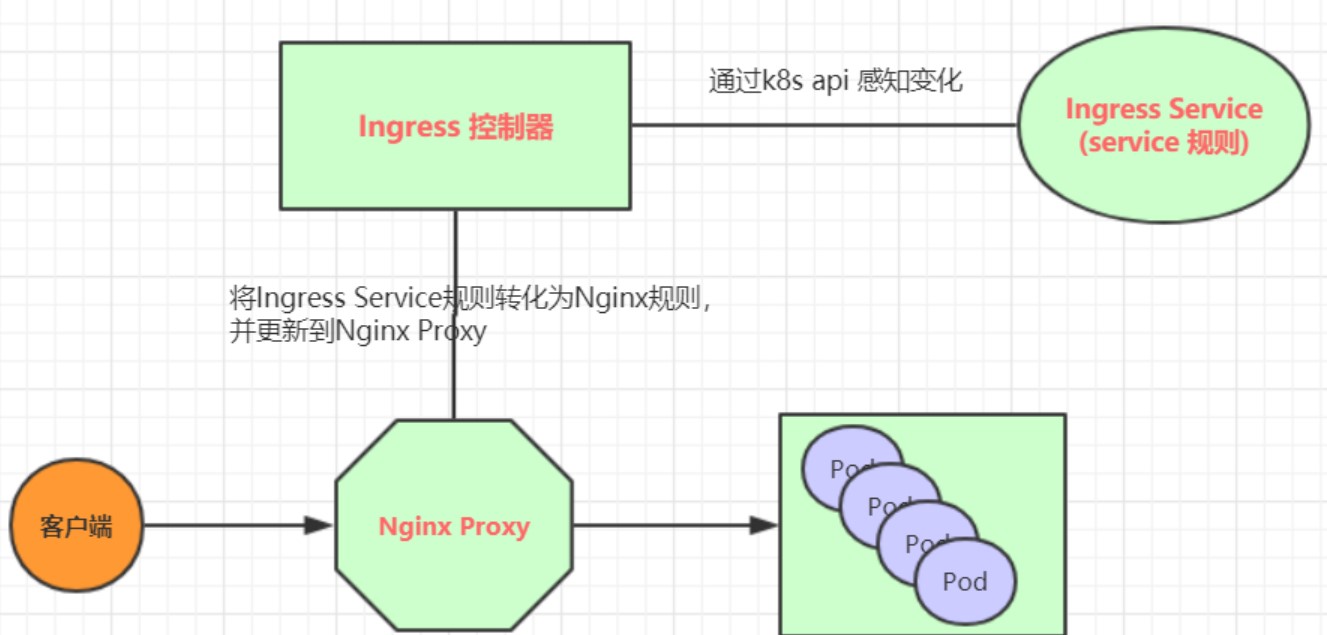 Ingress 控制器
通过k8s api 感知变化
Ingress Service
(service 规则)
将Ingress Service规则转化为Nginx规则，
并更新到Nginx Proxy
客户端
Nginx Proxy
Pod
Pod
Pod
Pod